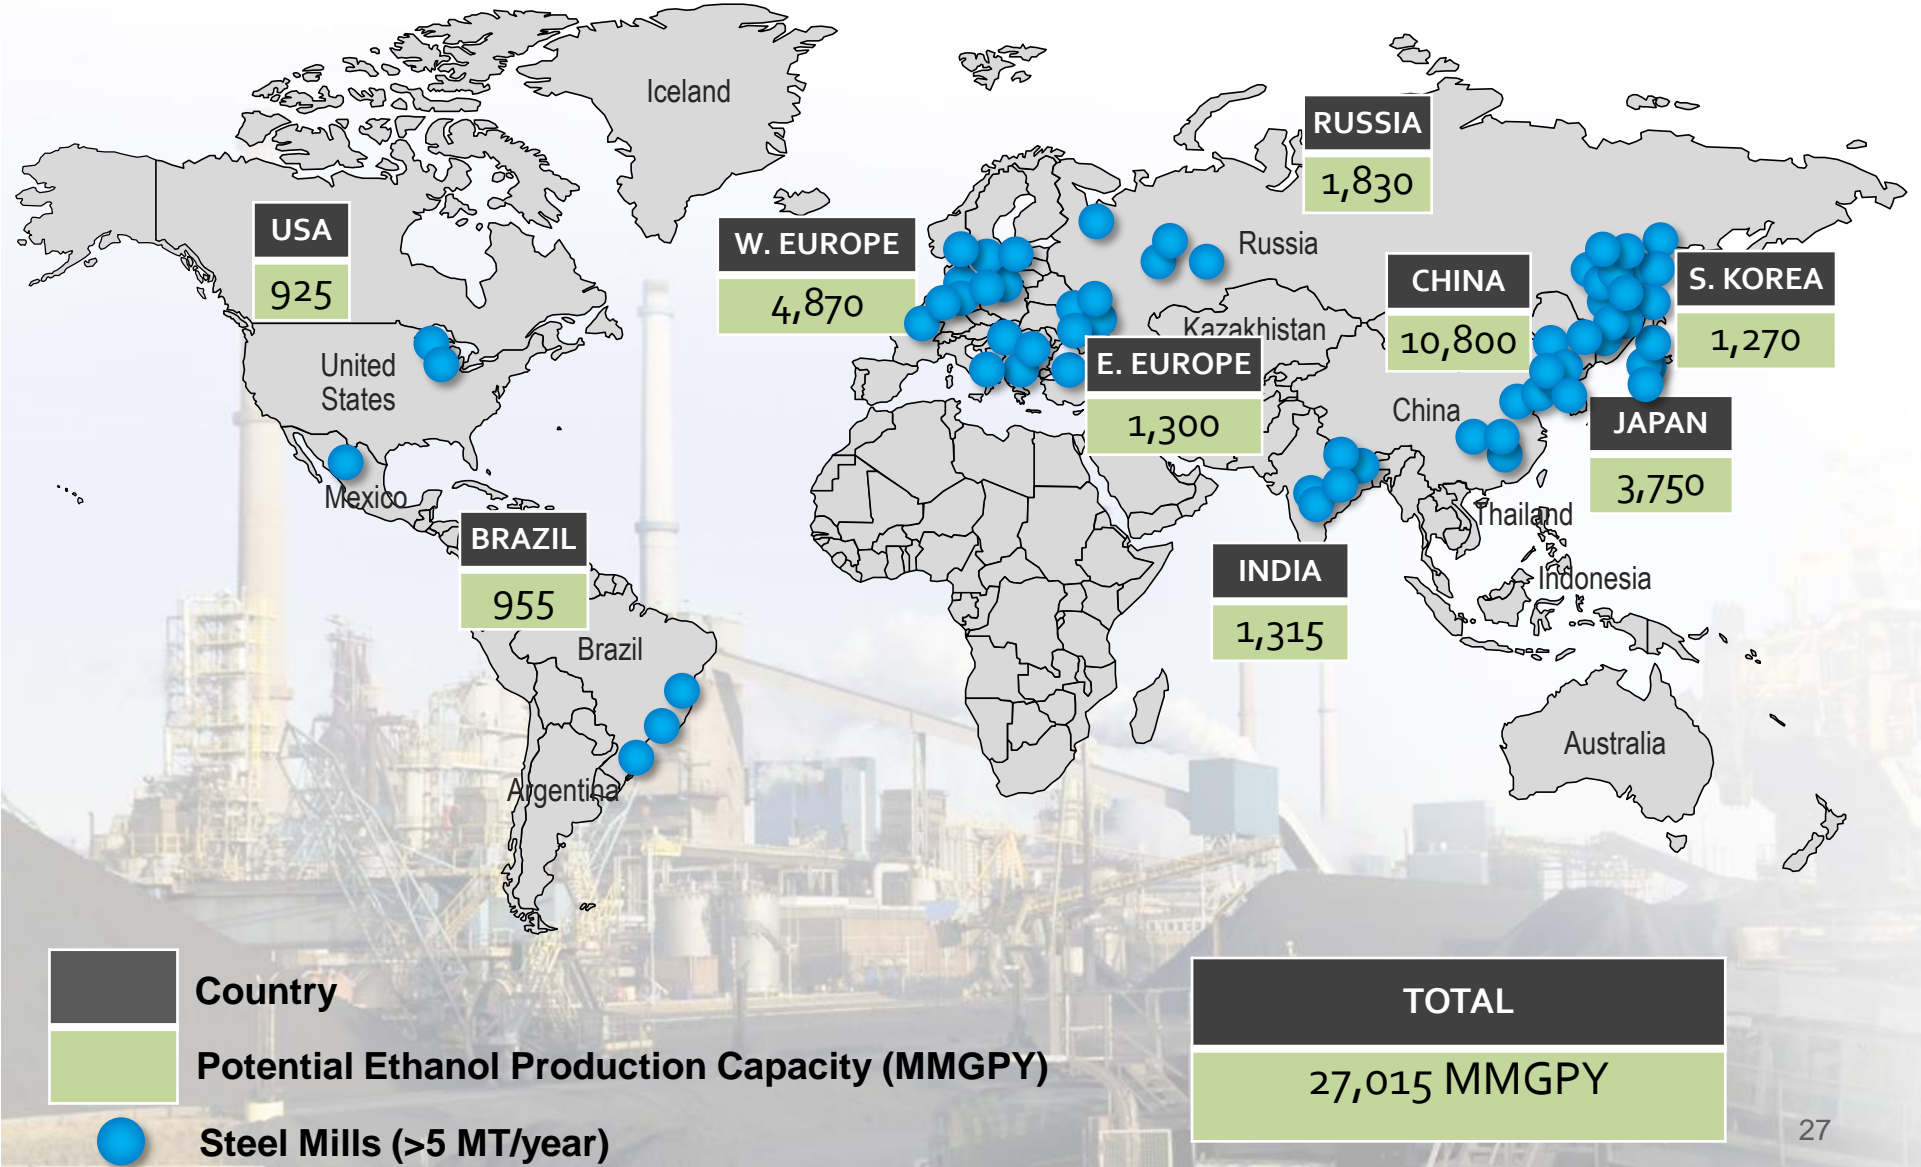 Iceland
RUSSIA
1,830
USA
925
W. EUROPE
4,870
Russia
CHINA
10,800
S. KOREA
1,270
Kazakhstan
United
States
E. EUROPE
1,300
China
JAPAN
3,750
Mexico
BRAZIL
955
Thailand
INDIA
1,315
Indonesia
Brazil
Argentina
Australia
Country
Potential Ethanol Production Capacity (MMGPY)
Steel Mills (>5 MT/year)
TOTAL
27,015 MMGPY
27